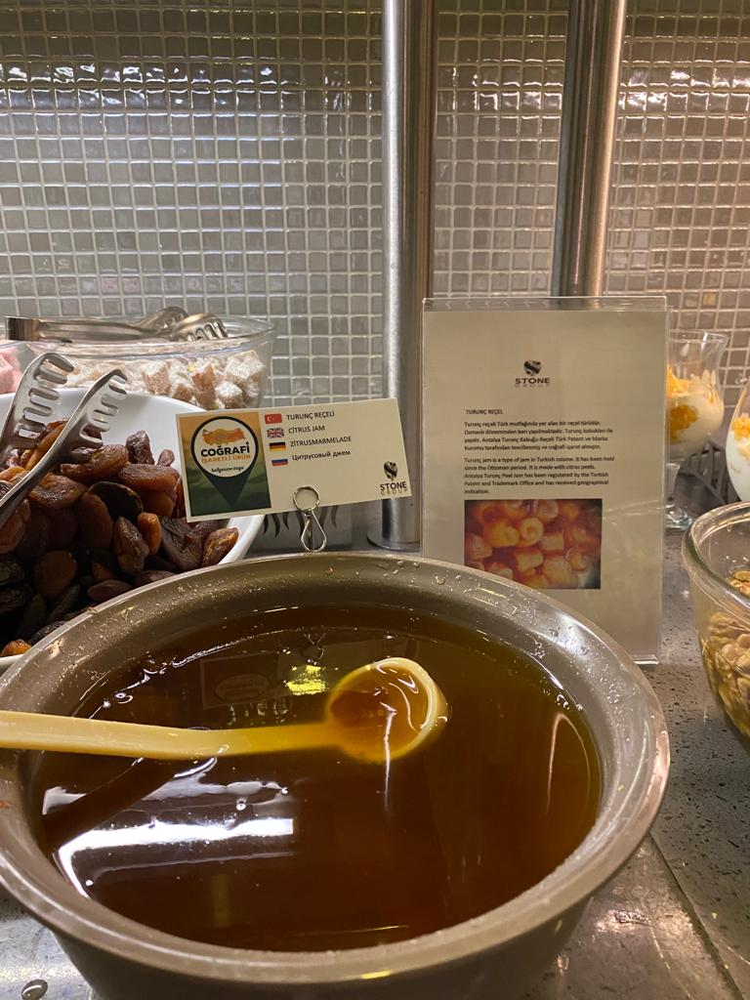 COĞRAFİ
İŞARETLİ ÜRÜN
bölgesine özgü
TURUNÇ REÇELİ
CİTRUS JAM
ZİTRUSMARMELADE
Цитрусовый джем
STONE
GROUP
STONE
GROUP
TURUNÇ REÇEL
Turunç reçeli Türk mutfağında yer alan bir reçel türüdür.
Osmanlı döneminden beri yapılmaktadır. Turunç kabukları ile
yapılır. Antalya Turunç Kabuğu Reçeli Türk Patent ve Marka
Kurumu tarafından tescillenmiş ve coğrafi işaret almıştır.
Turunç jam is a type of jam in Turkish cuisine. It has been held
since the Ottoman period. It is made with citrus peels.
Antalya Turunç Peel Jam has been registered by the Turkish
Patent and Trademark Office and has received geographical
indication.